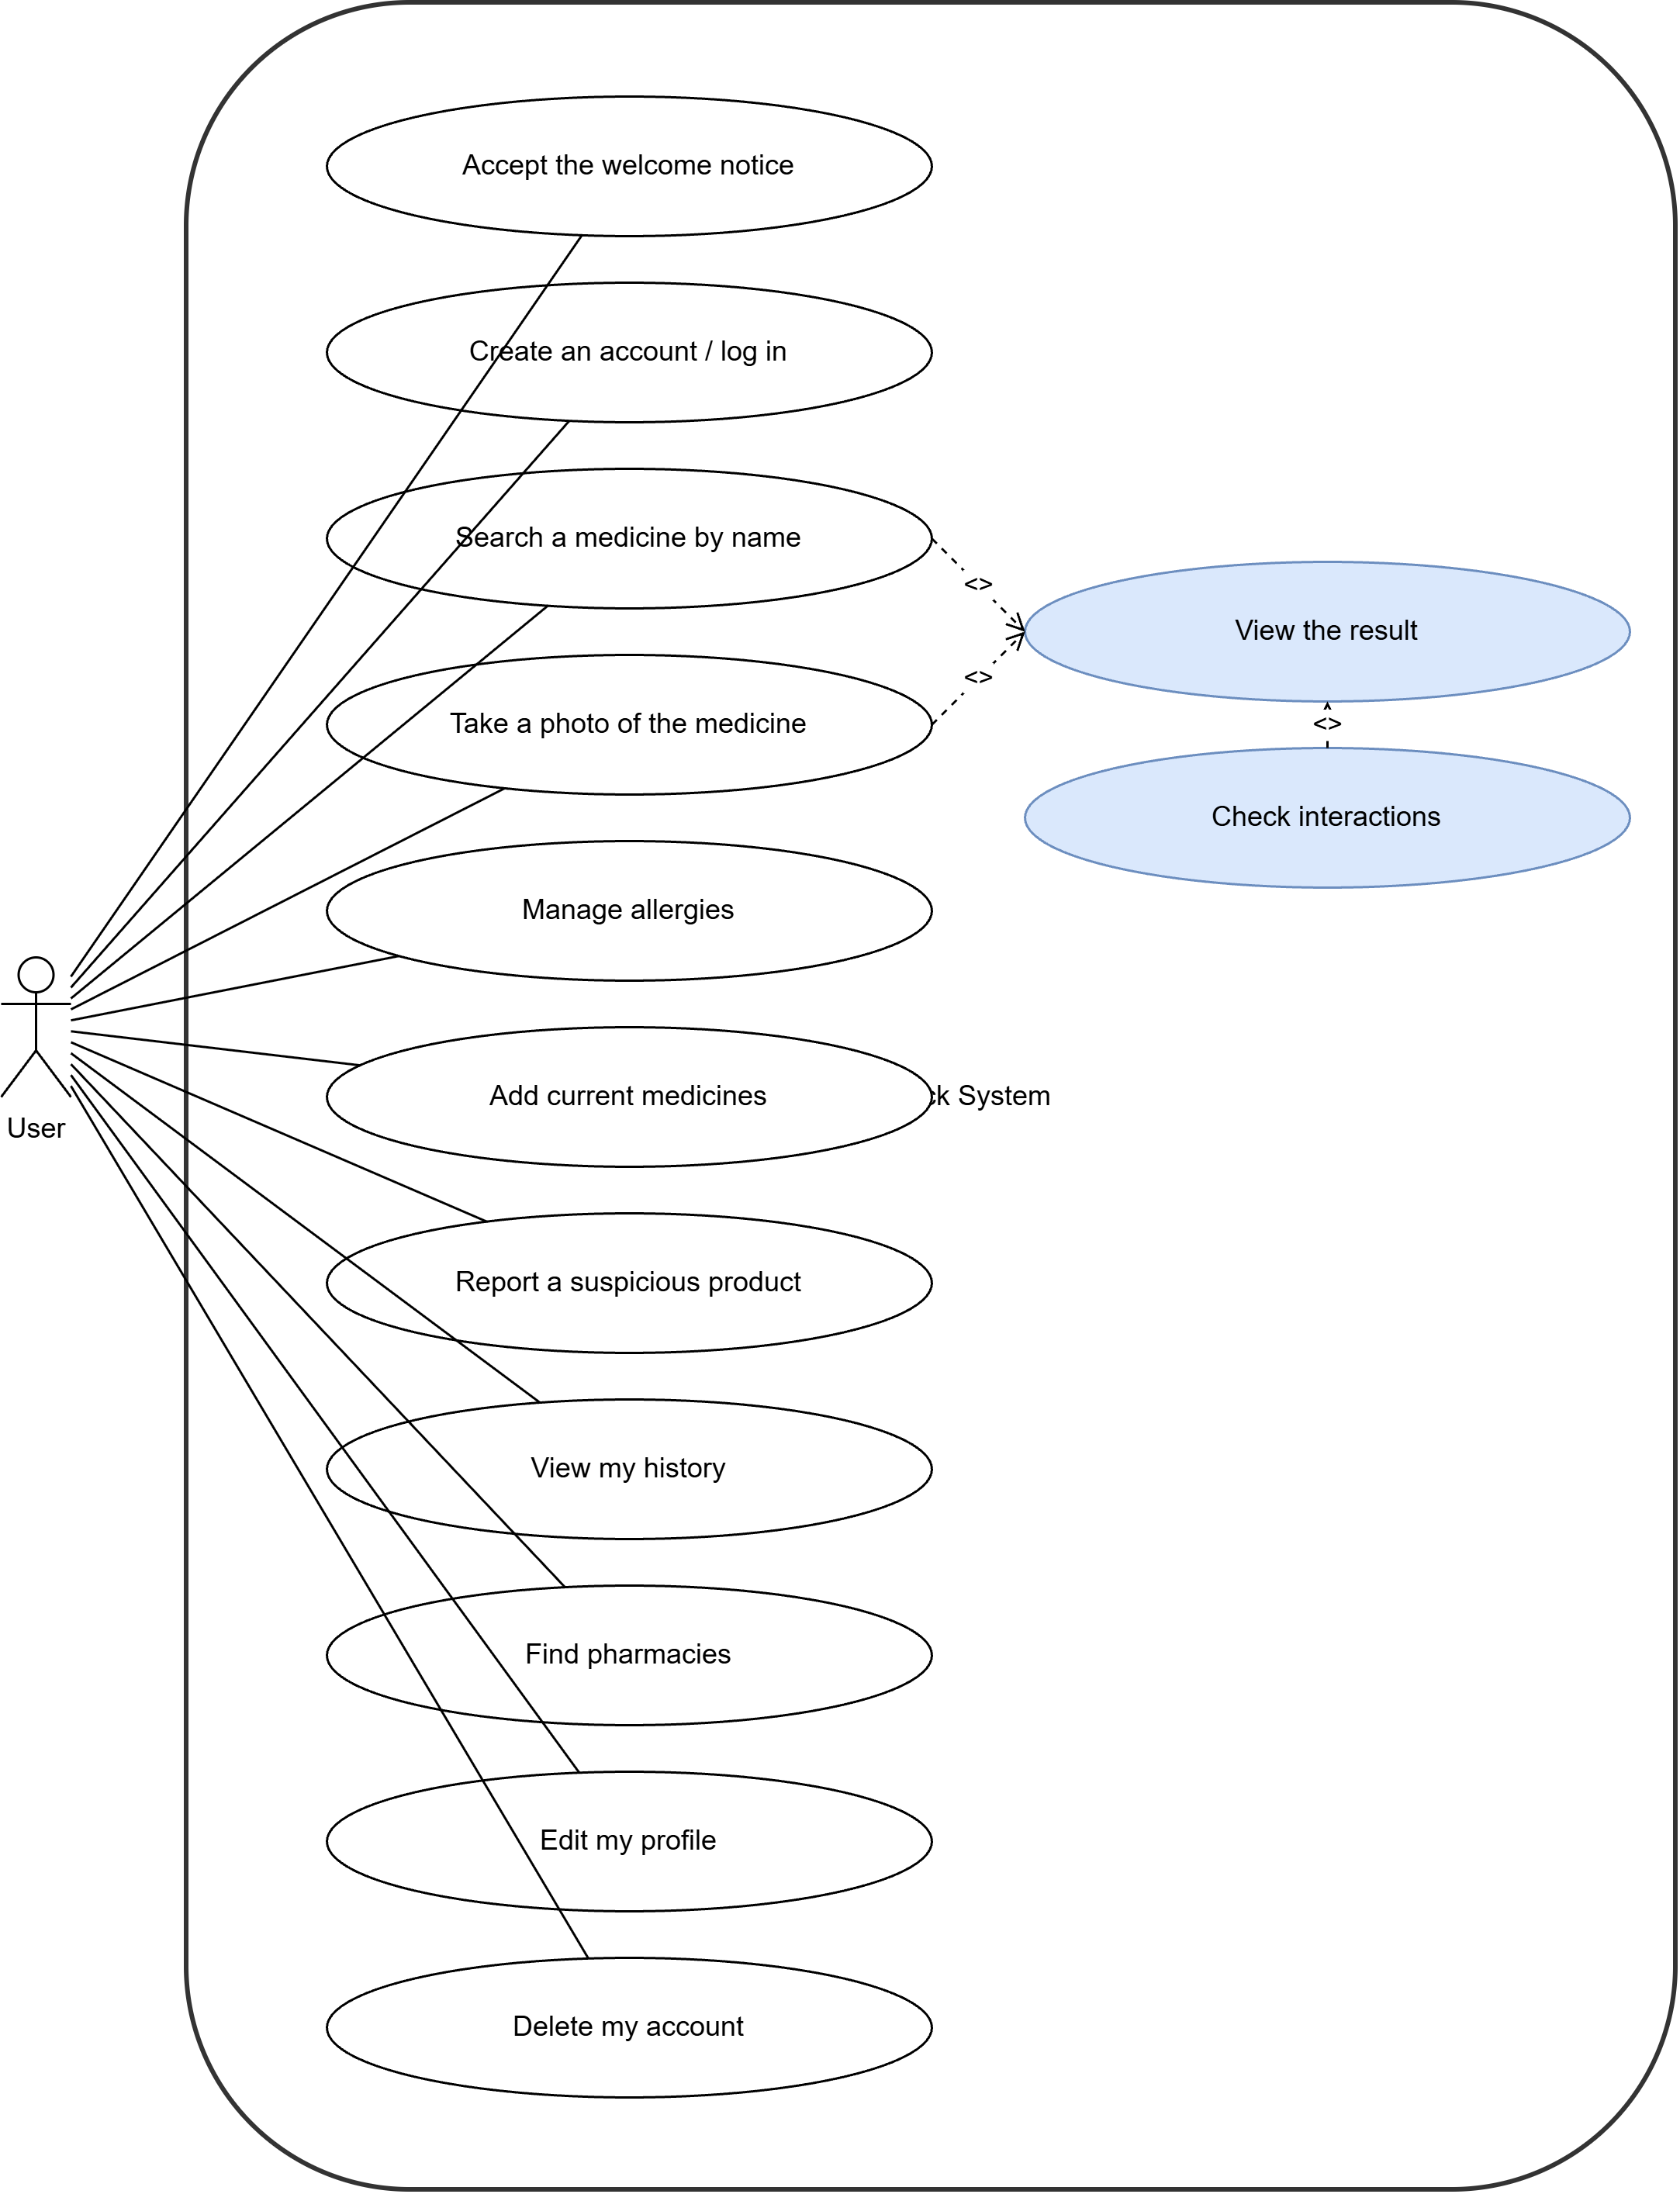 Accept the welcome notice
Create an account / log in
Search a medicine by name
<>
View the result
<>
Take a photo of the medicine
<>
Check interactions
Manage allergies
User
Add current medicines
System
Report a suspicious product
View my history
Find pharmacies
Edit my profile
Delete my account